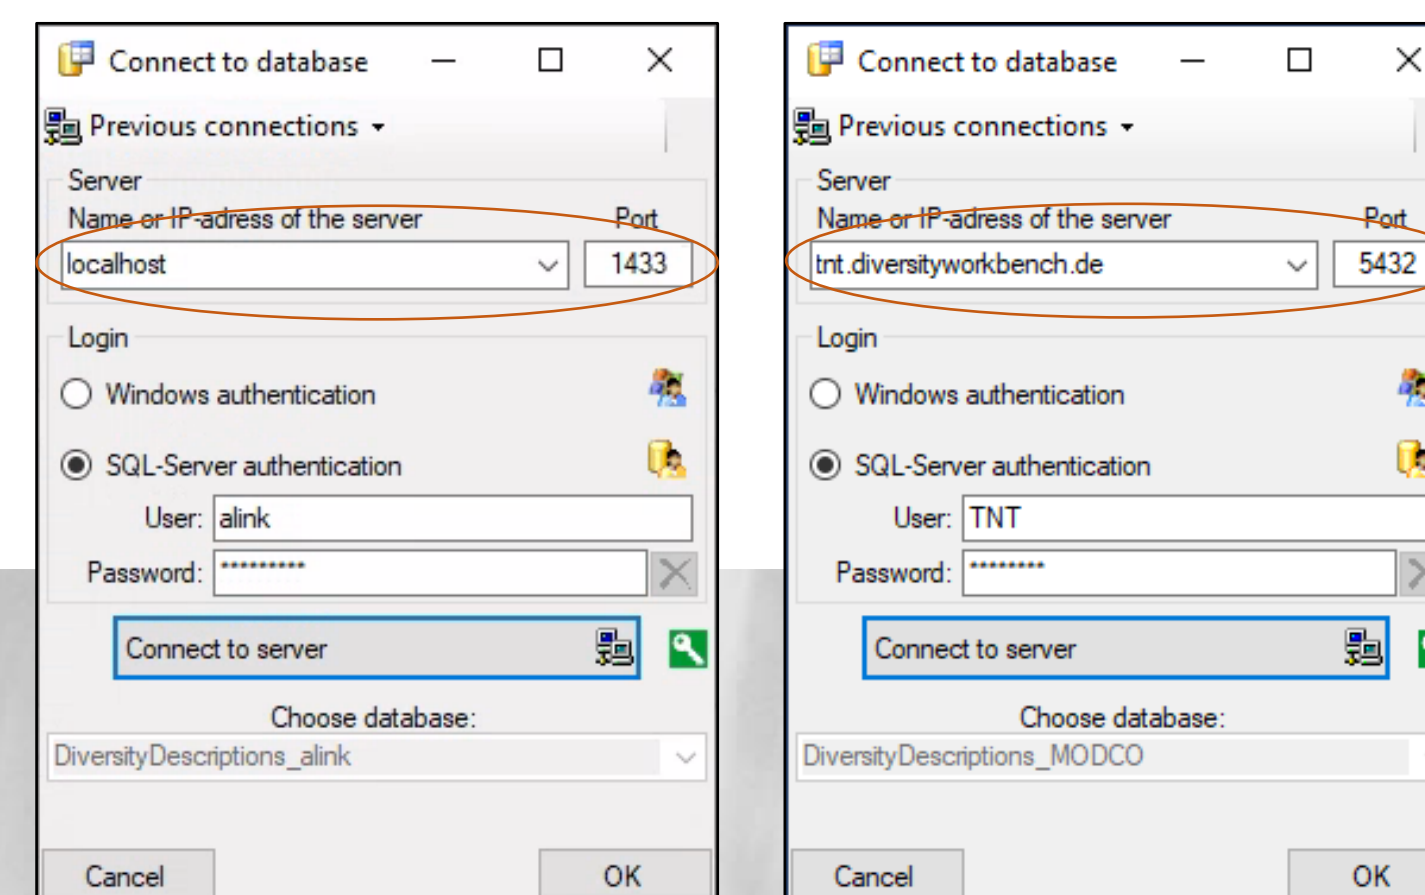 Connect to database
Previous connections
Server
Name or IP-adress of the server Port
localhost 1433
Login
Windows authentication
SQL-Server authentication
User: alink
Password: *********
Connect to server
Choose database:
DiversityDescriptions_alink
Cancel OK
Connect to database
Previous connections
Server
Name or IP-adress of the server Port
tnt.diversityworkbench.de 5432
Login
Windows authentication
SQL-Server authentication
User: TNT
Password: ********
Connect to server
Choose database:
DiversityDescriptions_MODCO
Cancel OK